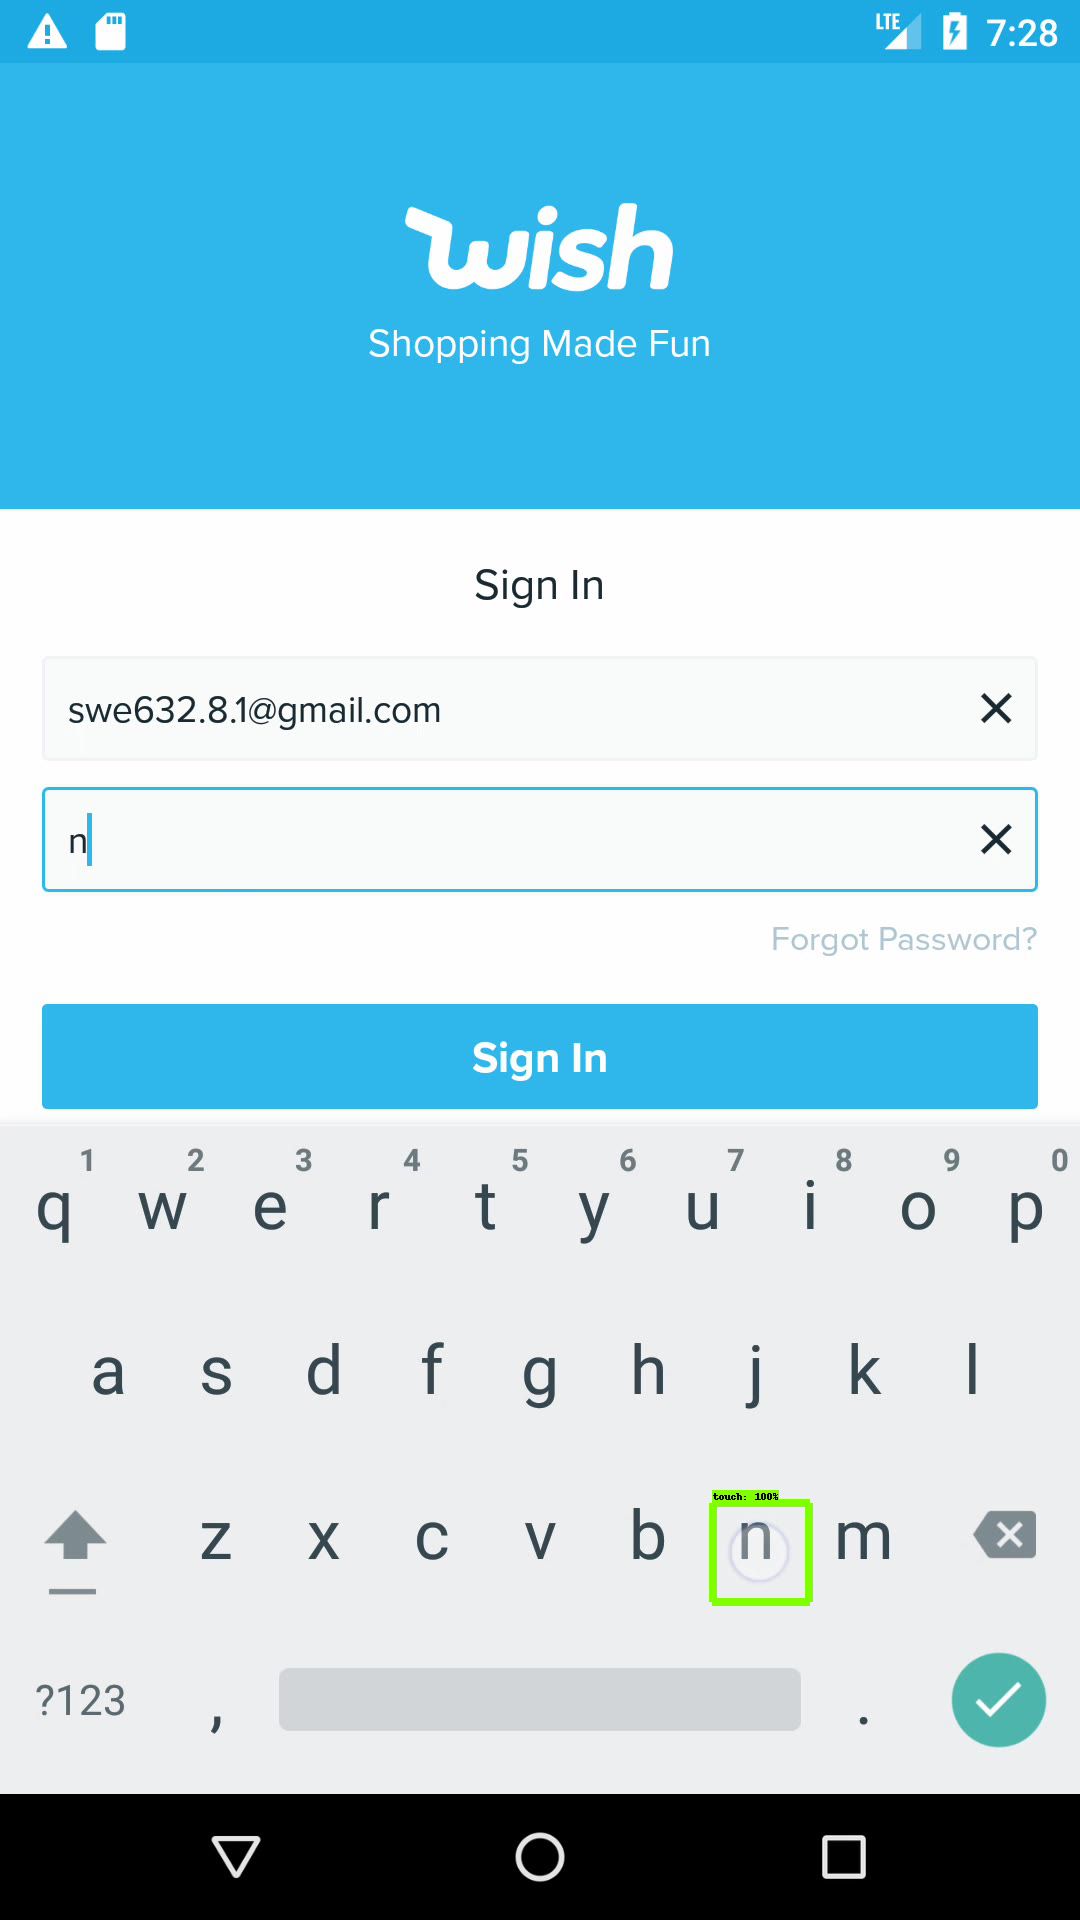 LTE 7:28
wish
Shopping Made Fun
Sign In
swe632.8.1@gmail.com
n
Forgot Password?
Sign In
1 2 3 4 5 6 7 8 9 0
q w e r t y u i o p
a s d f g h j k l
touch: 100%
z x c v b n m
?123 , .